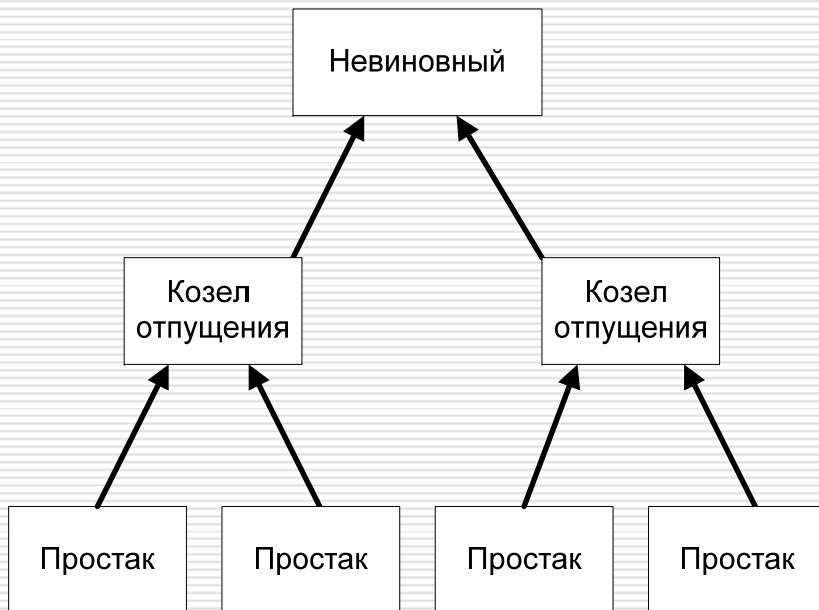 Невиновный
Козел
отпущения
Козел
отпущения
Простак
Простак
Простак
Простак